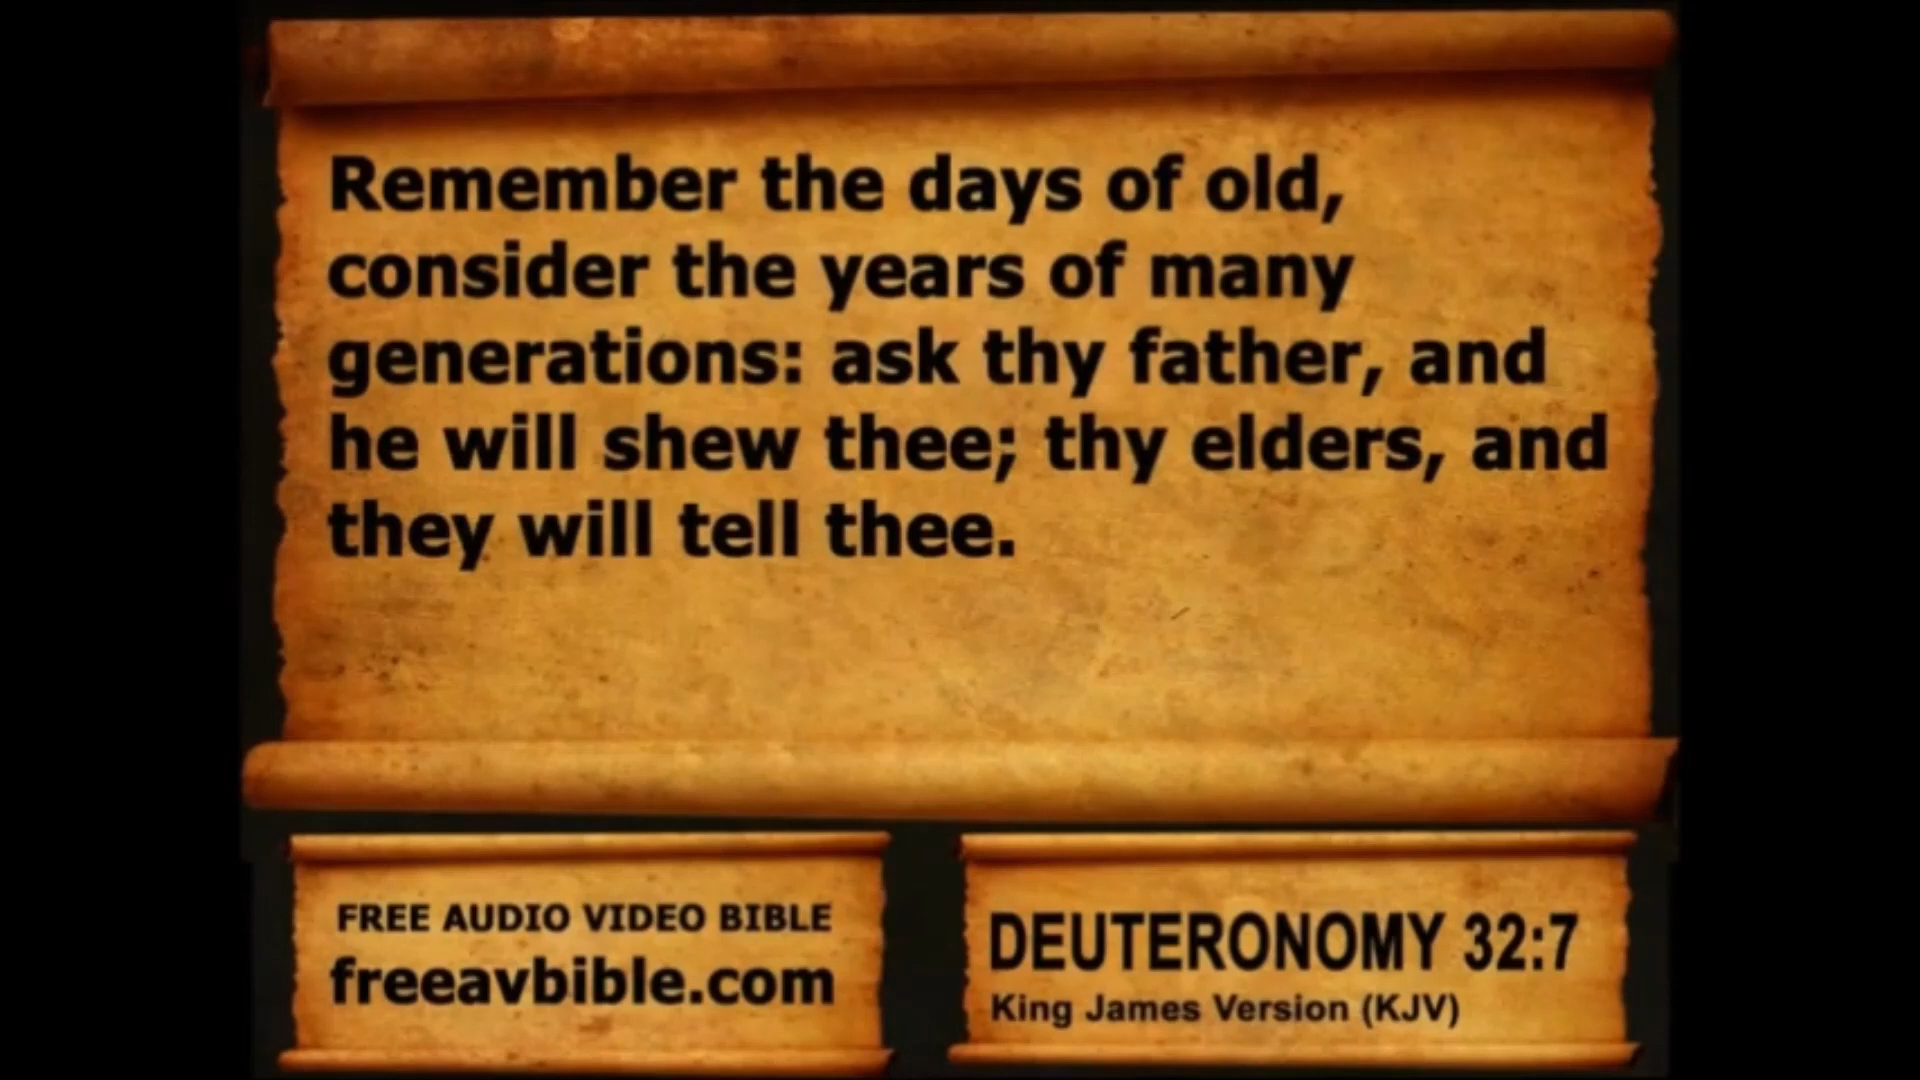 Remember the days of old,
consider the years of many
generations: ask thy father, and
he will shew thee; thy elders, and
they will tell thee.
FREE AUDIO VIDEO BIBLE
freeavbible.com
DEUTERONOMY 32:7
King James Version (KJV)